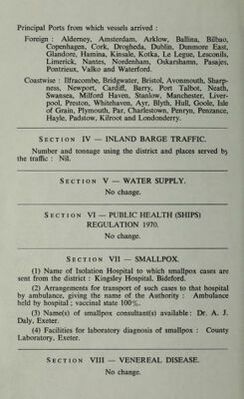 Principal Ports from which vessels arrived :
Foreign : Alderney, Amsterdam, Arklow, Ballina, Bilbao,
Copenhagen, Cork, Drogheda, Dublin, Dunmore East,
Glandore, Hamina, Kinsale, Kotka, Le Legue, Lesconils,
Limerick, Nantes, Nordenham, Oskarshamn, Pasajes,
Pontrieux, Valko and Waterford.
Coastwise : Ilfracombe, Bridgwater, Bristol, Avonmouth, Sharp-
ness, Newport, Cardiff, Barry, Port Talbot, Neath,
Swansea, Milford Haven, Stanlow, Manchester, Liver-
pool, Preston, Whitehaven, Ayr, Blyth, Hull, Goole, Isle
of Grain, Plymouth, Par, Charlestown, Penryn, Penzance,
Hayle, Padstow, Kilroot and Londonderry.
SECTION IV — INLAND BARGE TRAFFIC.
Number and tonnage using the district and places served by
the traffic : Nil.
SECTION V — WATER SUPPLY.
No change.
SECTION VI — PUBLIC HEALTH (SHIPS)
REGULATION 1970.
No change.
SECTION VII — SMALLPOX.
(1) Name of Isolation Hospital to which smallpox cases are
sent from the district : Kingsley Hospital, Bideford.
(2) Arrangements for transport of such cases to that hospital
by ambulance, giving the name of the Authority : Ambulance
held by hospital ; vaccinal state 100%.
(3) Name(s) of smallpox consultant(s) available : Dr. A. J.
Daly, Exeter.
(4) Facilities for laboratory diagnosis of smallpox : County
Laboratory, Exeter.
SECTION VIII — VENEREAL DISEASE.
No change.